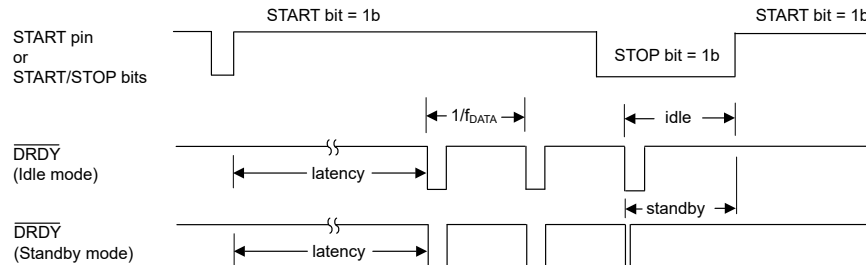 START bit = 1b
START bit = 1b
START pin
or
START/STOP bits
STOP bit = 1b
1/fDATA
idle
DRDY
(Idle mode)
latency
standby
DRDY
(Standby mode)
latency